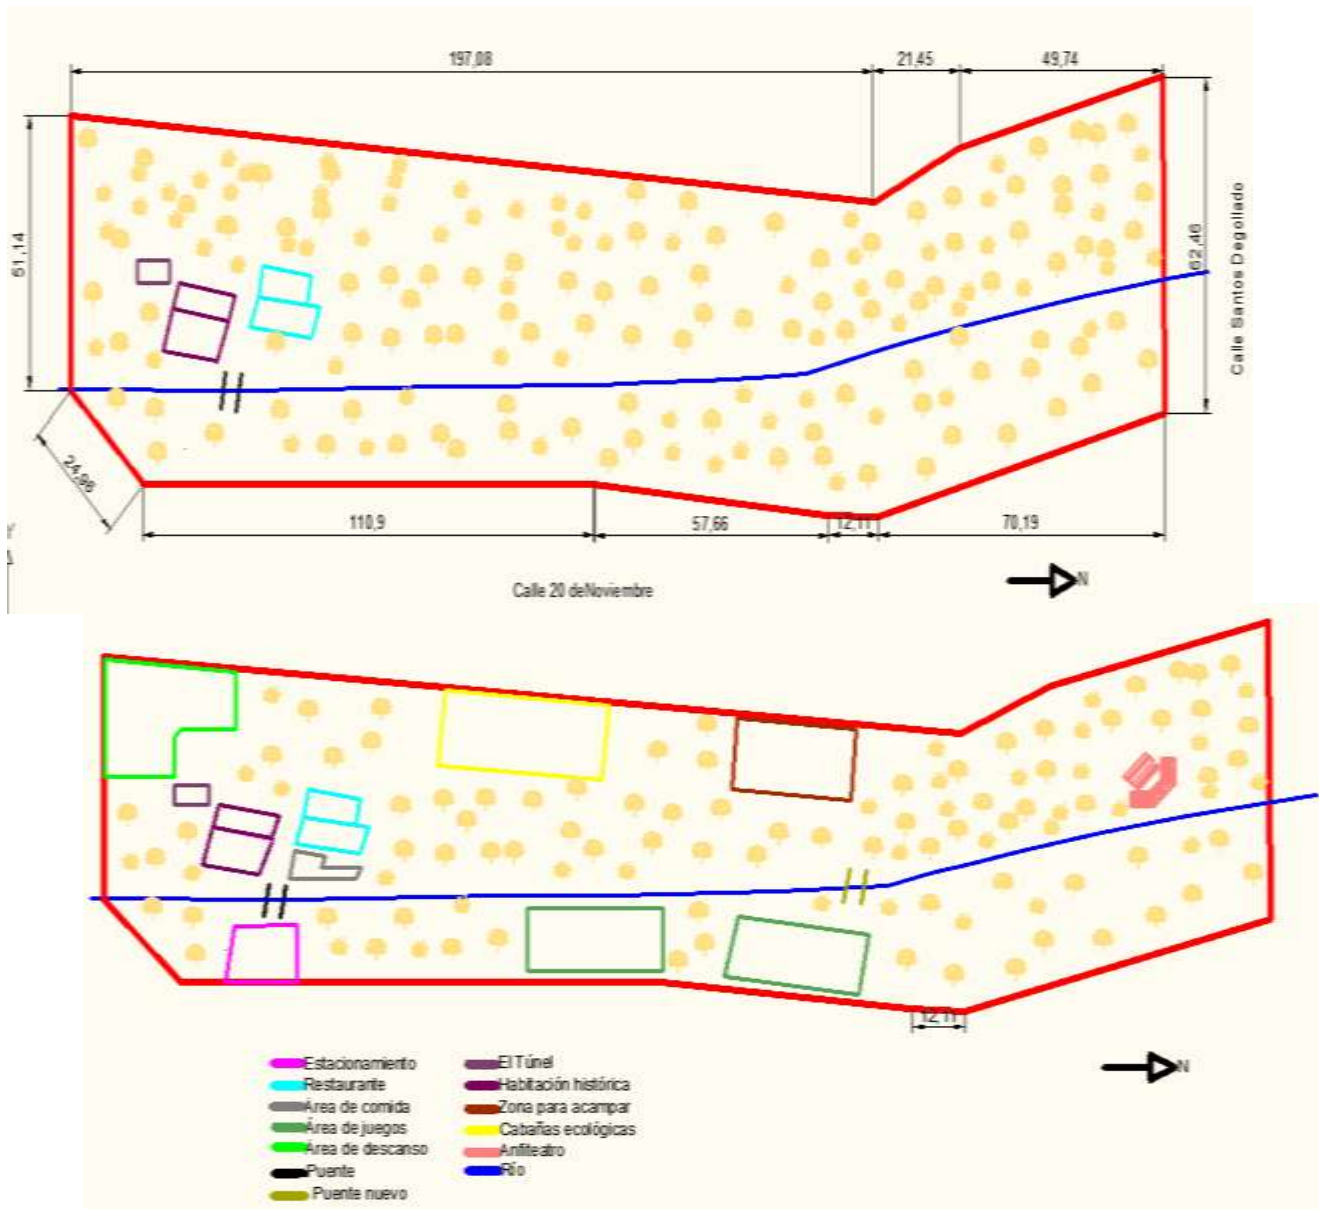 197,08
21,45
49,74
51,14
62,46
Calle Santos Degollado
24,98
110,9
57,66
12,11
70,19
N
Calle 20 deNoviembre
12,11
N
Estacionamiento
Restaurante
Área de comida
Área de juegos
Área de descanso
Puente
Puente nuevo
El Túnel
Habitación histórica
Zona para acampar
Cabañas ecológicas
Anfiteatro
Río